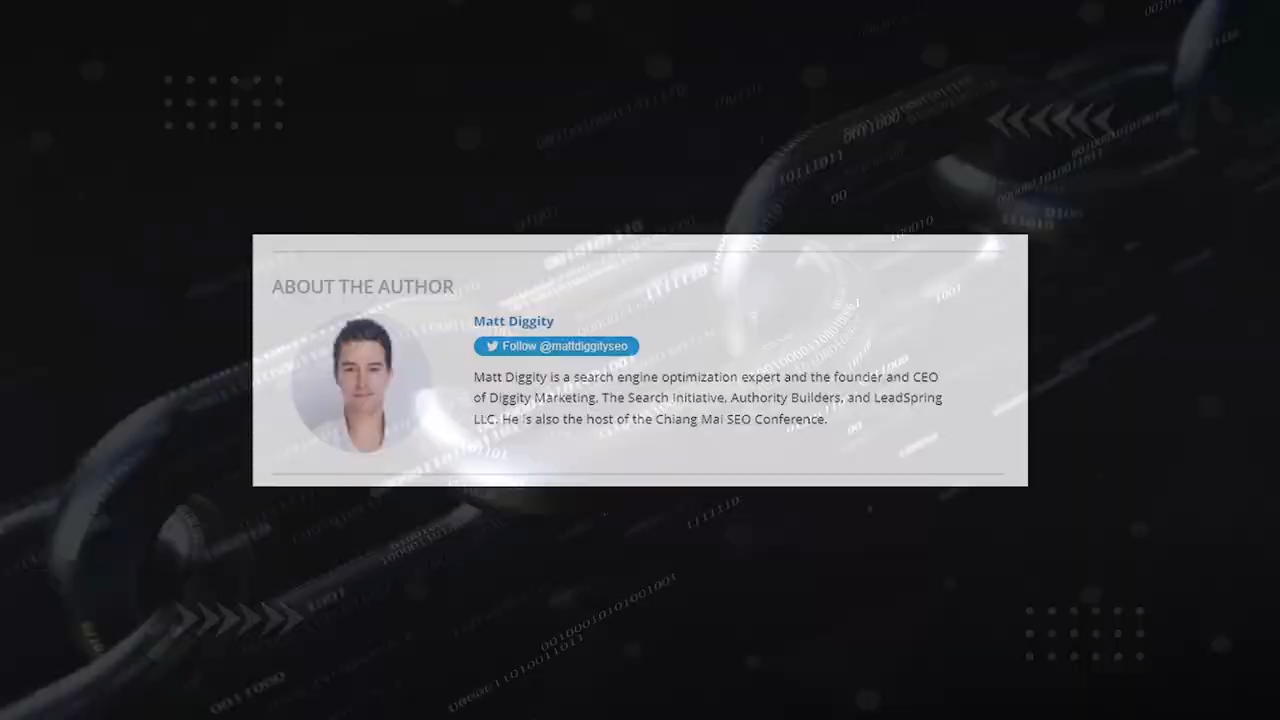 ABOUT THE AUTHOR
Matt Diggity
Follow @mattdiggityseo
Matt Diggity is a search engine optimization expert and the founder and CEO
of Diggity Marketing, The Search Initiative, Authority Builders, and LeadSpring
LLC. He is also the host of the Chiang Mai SEO Conference.